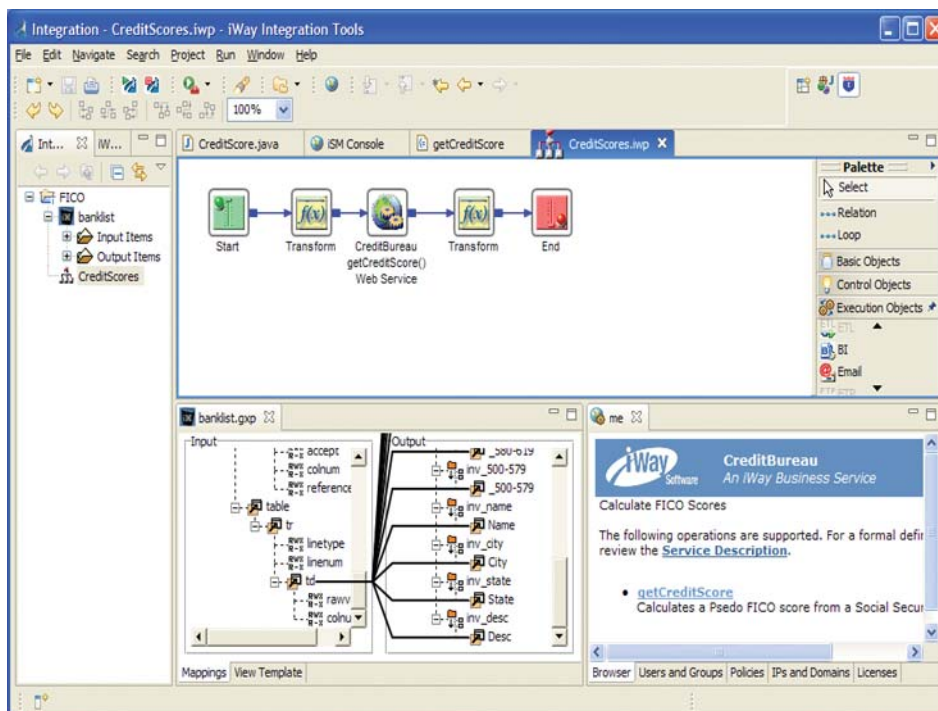 Integration - CreditScores.iwp - iWay Integration Tools
File Edit Navigate Search Project Run Window Help
100%
Int... iW...
FICO
banklist
Input Items
Output Items
CreditScores
CreditScore.java iSM Console getCreditScore CreditScores.iwp
Start
Transform
CreditBureau
getCreditScore()
Web Service
Transform
End
Palette
Select
Relation
Loop
Basic Objects
Control Objects
Execution Objects
ETL
BI
Email
banklist.gxp
Input
accept
colnum
reference
table
tr
linetype
linenum
td
rawv
colnu
Output
_580-619
inv_500-579
_500-579
inv_name
Name
inv_city
City
inv_state
State
inv_desc
Desc
Mappings View Template
me
iWay Software
CreditBureau
An iWay Business Service
Calculate FICO Scores
The following operations are supported. For a formal defin
review the Service Description.
getCreditScore
Calculates a Psedo FICO score from a Social Secur
Browser Users and Groups Policies IPs and Domains Licenses